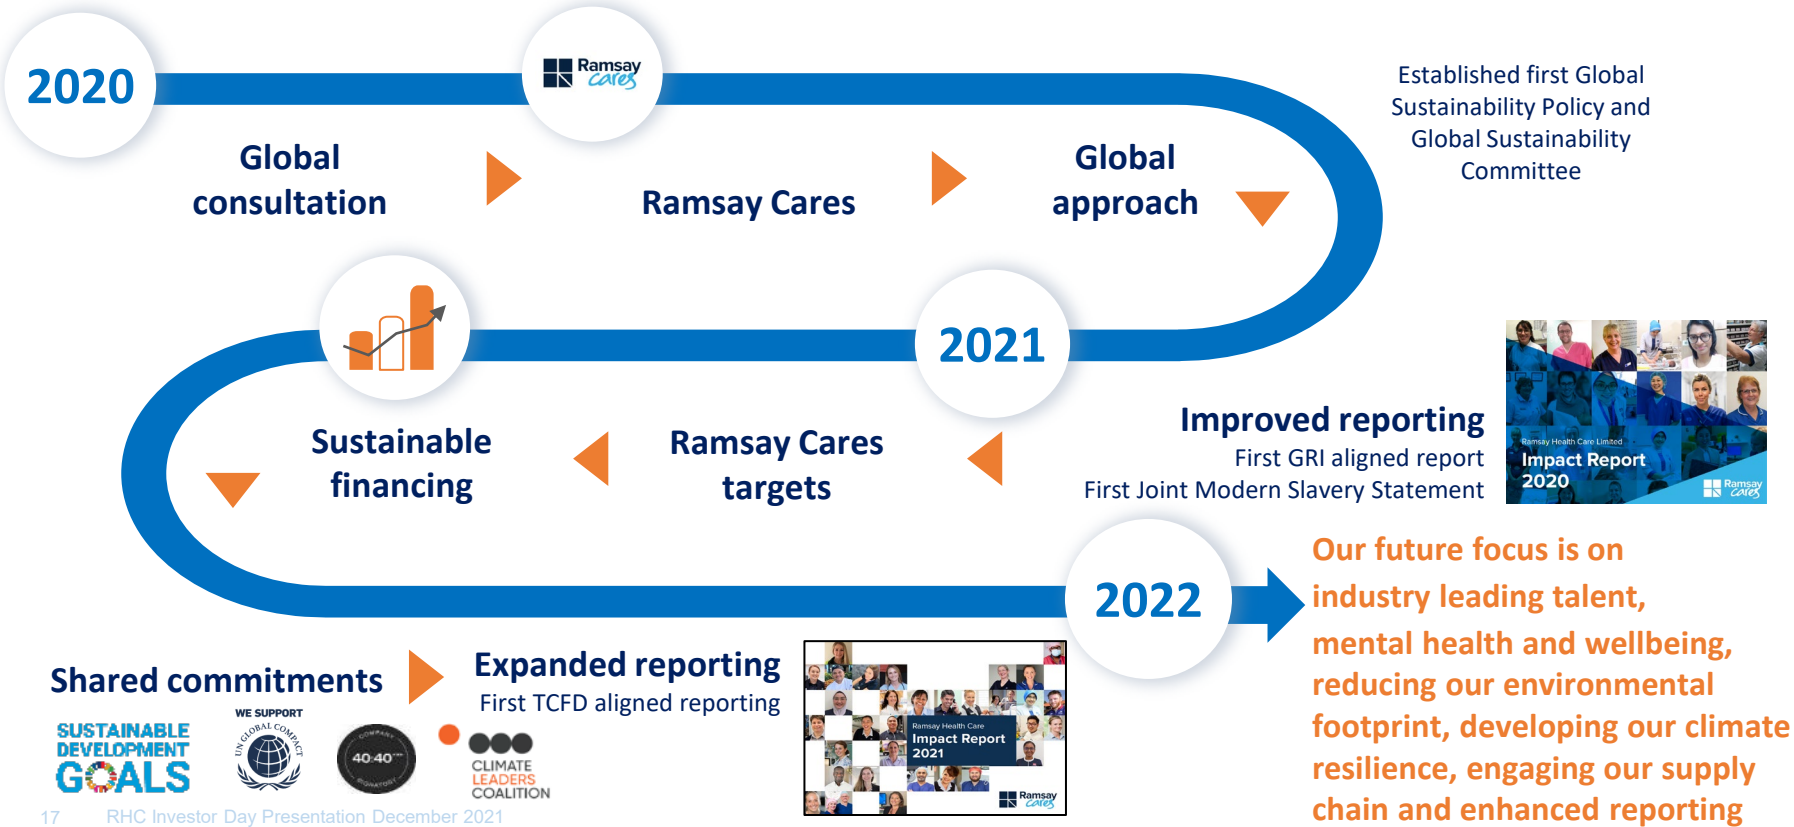 2020
Ramsay
cares
Established first Global
Sustainability Policy and
Global Sustainability
Committee
Global
consultation
Ramsay Cares
Global
approach
2021
Improved reporting
First GRI aligned report
First Joint Modern Slavery Statement
Ramsay Health Care Limited
Impact Report
2020
Ramsay
cares
Ramsay Cares
targets
Sustainable
financing
2022
Our future focus is on
industry leading talent,
mental health and wellbeing,
reducing our environmental
footprint, developing our climate
resilience, engaging our supply
chain and enhanced reporting
Shared commitments
SUSTAINABLE
DEVELOPMENT
GOALS
WE SUPPORT
UN GLOBAL COMPACT
COMPANY
40:40
SIGNATORY
CLIMATE
LEADERS
COALITION
Expanded reporting
First TCFD aligned reporting
Ramsay Health Care
Impact Report
2021
Ramsay
cares
17 RHC Investor Day Presentation December 2021